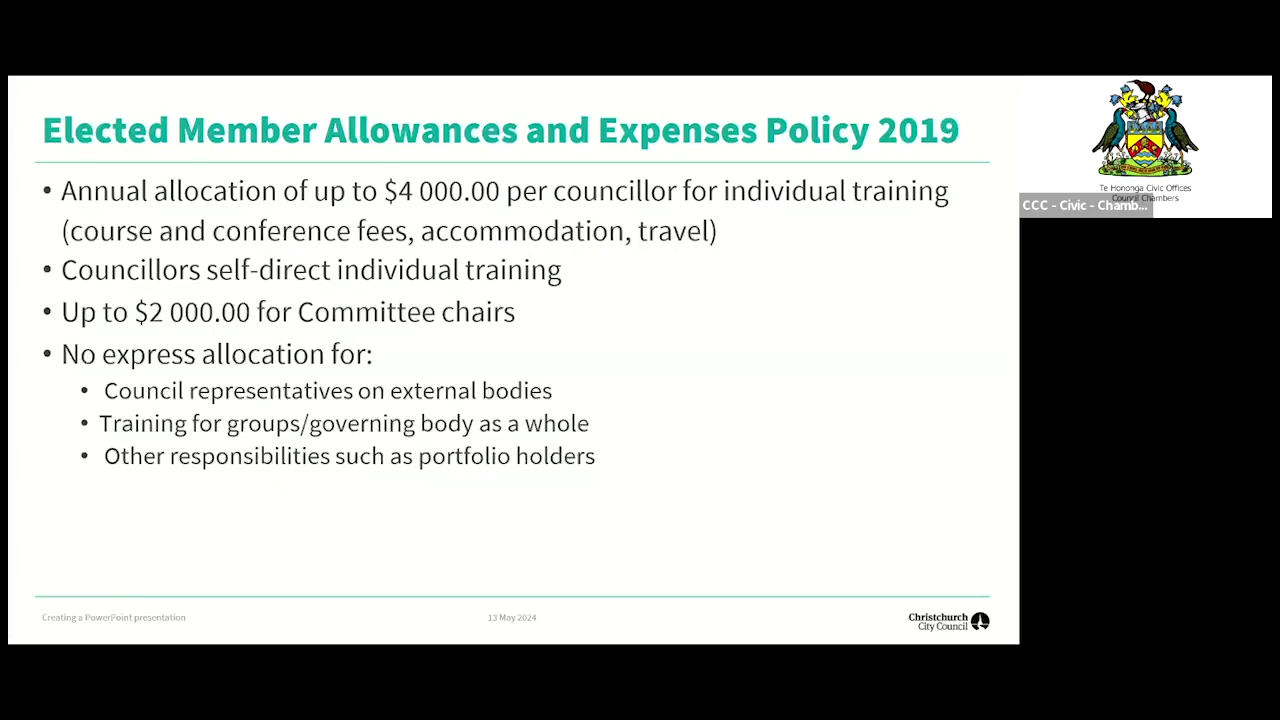 Elected Member Allowances and Expenses Policy 2019
• Annual allocation of up to $4 000.00 per councillor for individual training
(course and conference fees, accommodation, travel)
• Councillors self-direct individual training
• Up to $2 000.00 for Committee chairs
• No express allocation for:
• Council representatives on external bodies
• Training for groups/governing body as a whole
• Other responsibilities such as portfolio holders
Creating a PowerPoint presentation
13 May 2024
Christchurch
City Council
Te Hononga Civic Offices
Council Chambers
CCC - Civic - Chamb...